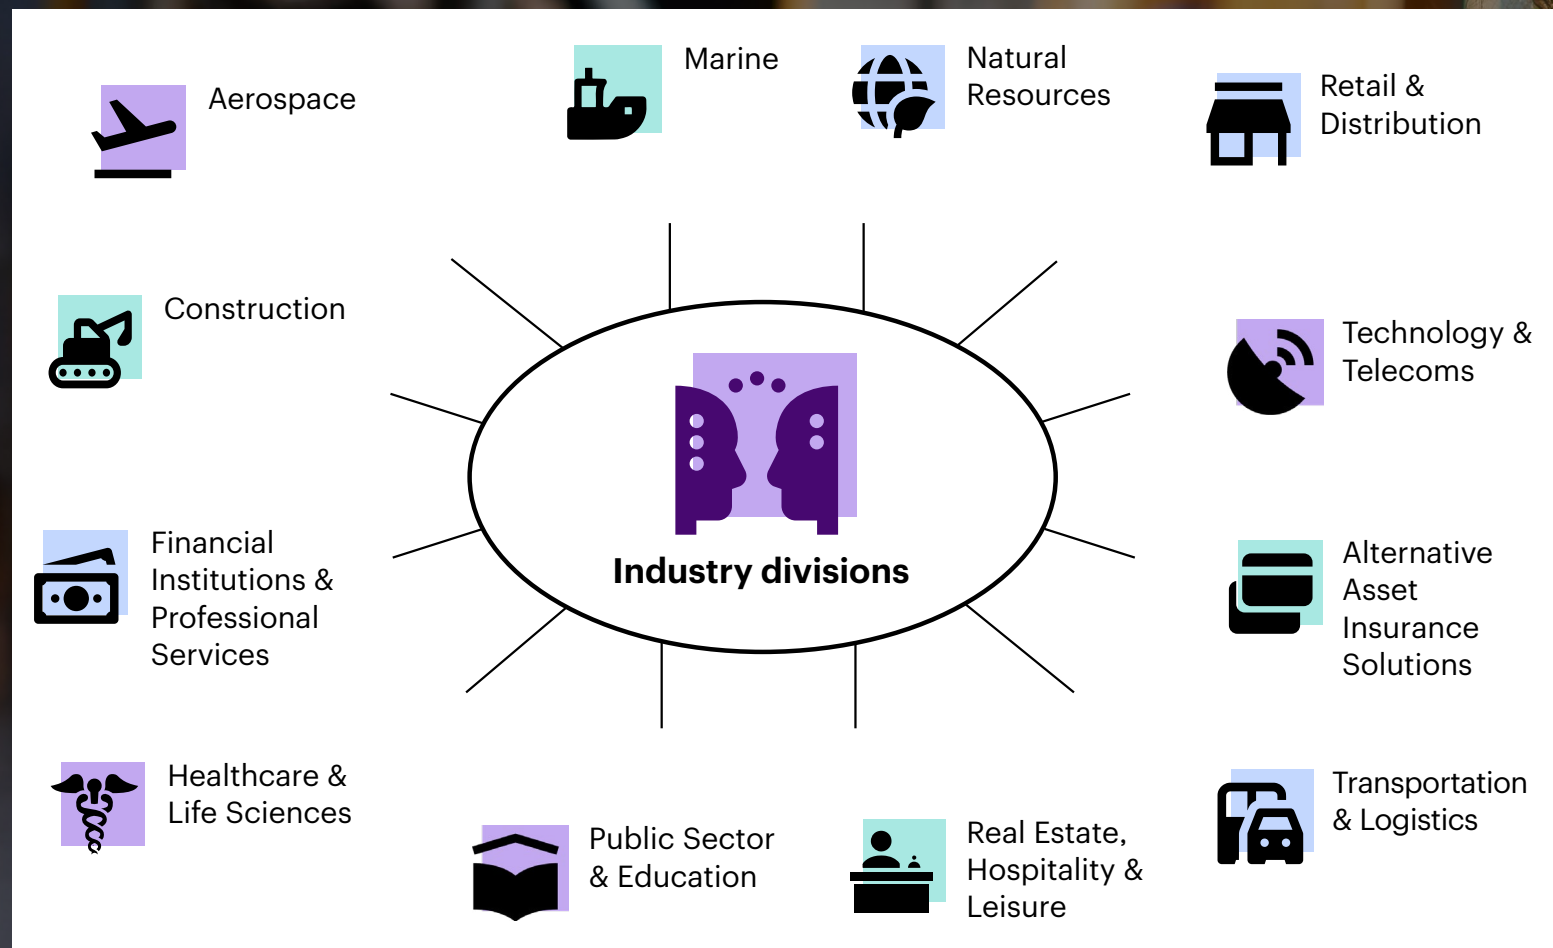 Aerospace
Marine
Natural
Resources
Retail &
Distribution
Construction
Technology &
Telecoms
Industry divisions
Financial
Institutions &
Professional
Services
Alternative
Asset
Insurance
Solutions
Healthcare &
Life Sciences
Public Sector
& Education
Real Estate,
Hospitality &
Leisure
Transportation
& Logistics